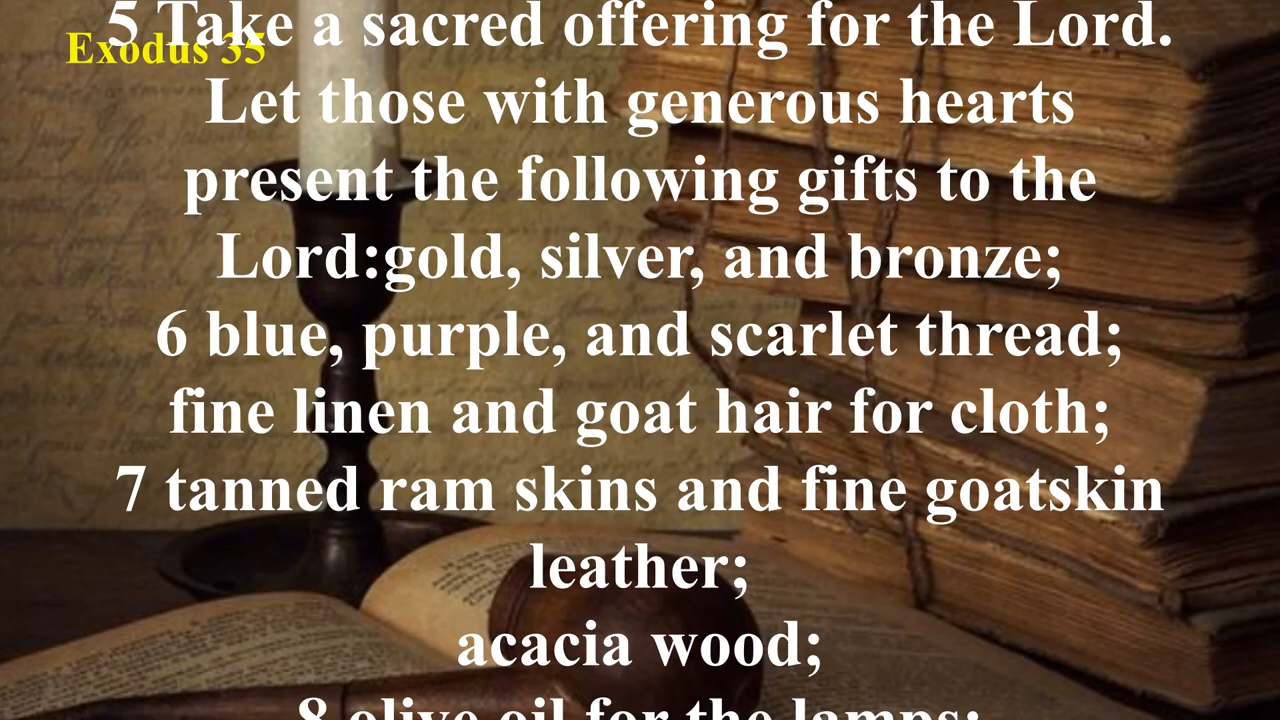 5 Take a sacred offering for the Lord.
Exodus 35
Let those with generous hearts
present the following gifts to the
Lord:gold, silver, and bronze;
6 blue, purple, and scarlet thread;
fine linen and goat hair for cloth;
7 tanned ram skins and fine goatskin
leather;
acacia wood;
8 olive oil for the lamps;